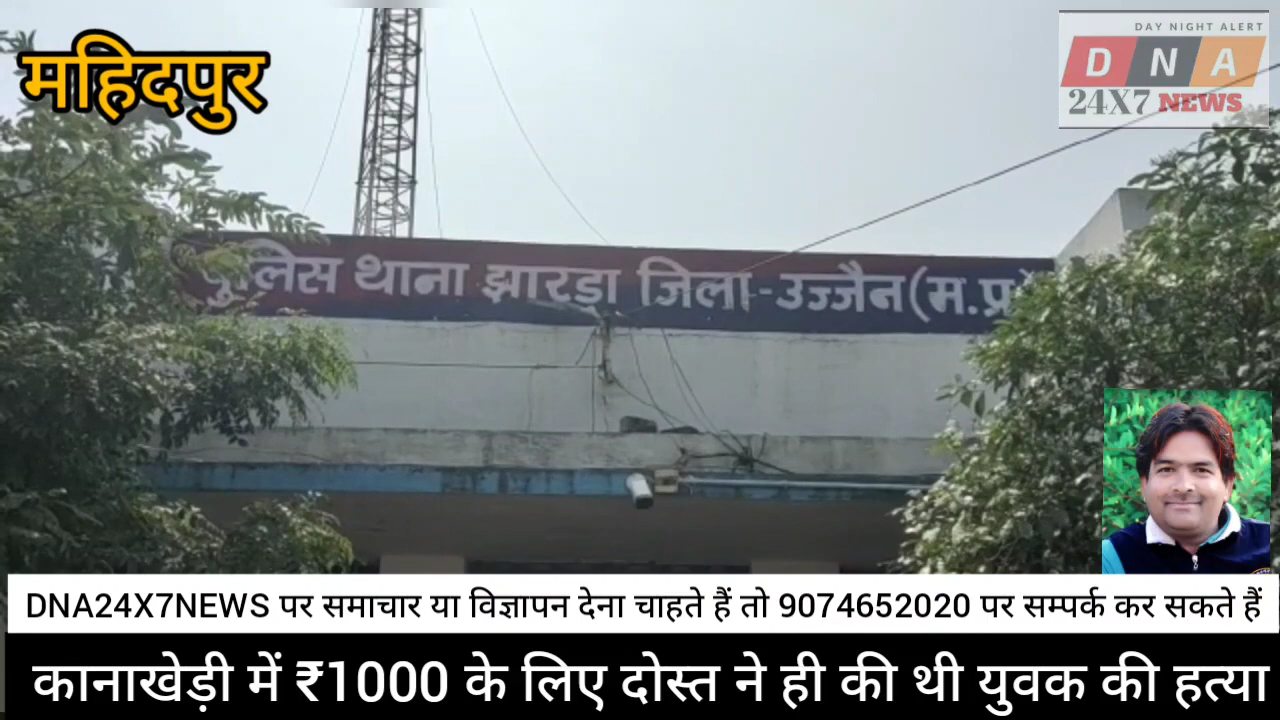 महिदपुर
DAY NIGHT ALERT
DNA
24X7 NEWS
पुलिस थाना झारडा जिला-उज्जैन(म.प्र
DNA24X7NEWS पर समाचार या विज्ञापन देना चाहते हैं तो 9074652020 पर सम्पर्क कर सकते हैं
कानाखेड़ी में ₹1000 के लिए दोस्त ने ही की थी युवक की हत्या